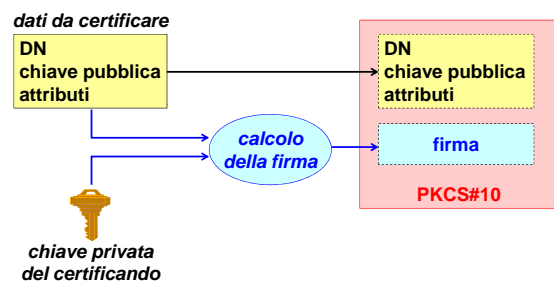 dati da certificare
DN
chiave pubblica
attributi
DN
chiave pubblica
attributi
calcolo
della firma
firma
PKCS#10
chiave privata
del certificando